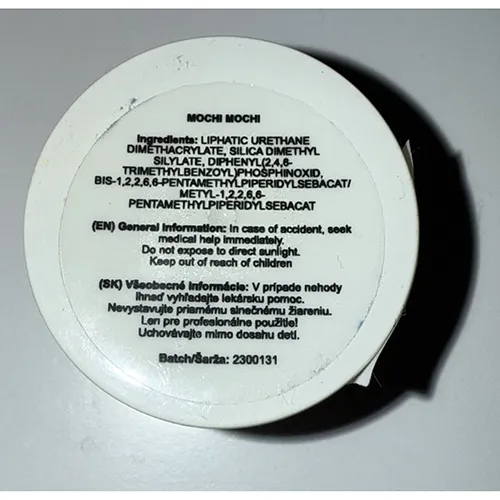 MOCHI MOCHI
Ingredients: LIPHATIC URETHANE
DIMETHACRYLATE, SILICA DIMETHYL
SILYLATE, DIPHENYL(2,4,6-
TRIMETHYLBENZOYL)PHOSPHINOXID,
BIS-1,2,2,6,6-PENTAMETHYLPIPERIDYLSEBACAT/
METYL-1,2,2,6,6-
PENTAMETHYLPIPERIDYLSEBACAT
(EN) General Information: In case of accident, seek
medical help immediately.
Do not expose to direct sunlight.
Keep out of reach of children
(SK) Všeobecné informácie: V prípade nehody
ihneď vyhľadajte lekársku pomoc.
Nevystavujte priamému slnečnému žiareniu.
Len pre profesionálne použitie!
Uchovávajte mimo dosahu detí.
Batch/Šarža: 2300131